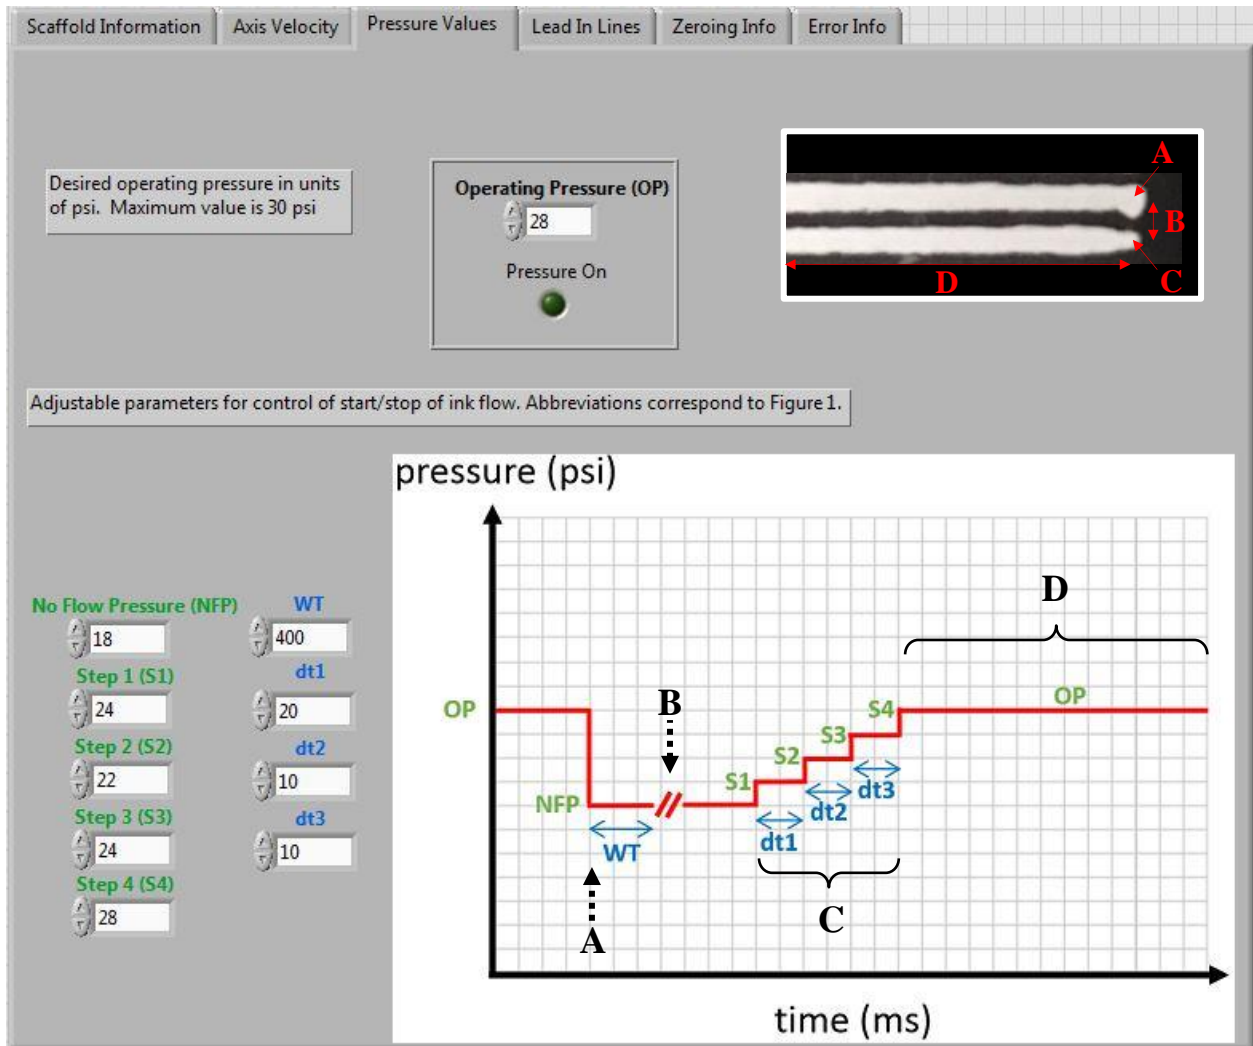 Scaffold Information
Axis Velocity
Pressure Values
Lead In Lines
Zeroing Info
Error Info
Desired operating pressure in units
of psi. Maximum value is 30 psi
Operating Pressure (OP)
28
Pressure On
A
B
C
D
Adjustable parameters for control of start/stop of ink flow. Abbreviations correspond to Figure 1.
No Flow Pressure (NFP)
18
Step 1 (S1)
24
Step 2 (S2)
22
Step 3 (S3)
24
Step 4 (S4)
28
WT
400
dt1
20
dt2
10
dt3
10
pressure (psi)
D
B
OP
S4
OP
S3
S2
S1
NFP
dt3
dt2
dt1
WT
C
A
time (ms)